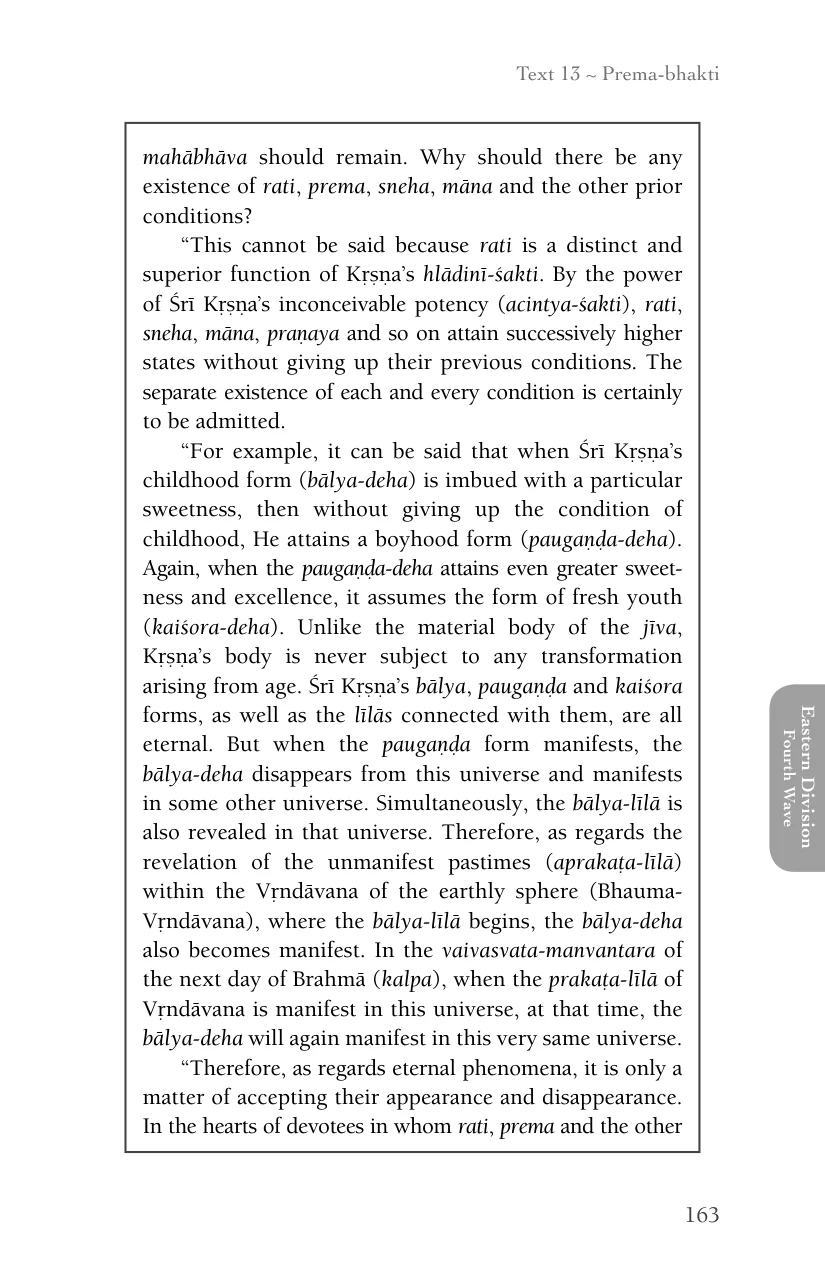 Text 13 ~ Prema-bhakti
mahābhāva should remain. Why should there be any
existence of rati, prema, sneha, māna and the other prior
conditions?
“This cannot be said because rati is a distinct and
superior function of Kṛṣṇa’s hlādinī-śakti. By the power
of Śrī Kṛṣṇa’s inconceivable potency (acintya-śakti), rati,
sneha, māna, praṇaya and so on attain successively higher
states without giving up their previous conditions. The
separate existence of each and every condition is certainly
to be admitted.
“For example, it can be said that when Śrī Kṛṣṇa’s
childhood form (bālya-deha) is imbued with a particular
sweetness, then without giving up the condition of
childhood, He attains a boyhood form (paugaṇḍa-deha).
Again, when the paugaṇḍa-deha attains even greater sweet-
ness and excellence, it assumes the form of fresh youth
(kaiśora-deha). Unlike the material body of the jīva,
Kṛṣṇa’s body is never subject to any transformation
arising from age. Śrī Kṛṣṇa’s bālya, paugaṇḍa and kaiśora
forms, as well as the līlās connected with them, are all
eternal. But when the paugaṇḍa form manifests, the
bālya-deha disappears from this universe and manifests
in some other universe. Simultaneously, the bālya-līlā is
also revealed in that universe. Therefore, as regards the
revelation of the unmanifest pastimes (aprakaṭa-līlā)
within the Vṛndāvana of the earthly sphere (Bhauma-
Vṛndāvana), where the bālya-līlā begins, the bālya-deha
also becomes manifest. In the vaivasvata-manvantara of
the next day of Brahmā (kalpa), when the prakaṭa-līlā of
Vṛndāvana is manifest in this universe, at that time, the
bālya-deha will again manifest in this very same universe.
“Therefore, as regards eternal phenomena, it is only a
matter of accepting their appearance and disappearance.
In the hearts of devotees in whom rati, prema and the other
Eastern Division
Fourth Wave
163